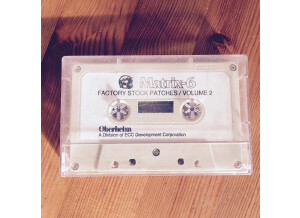 Matrix-6
FACTORY STOCK PATCHES / VOLUME 2
Oberheim
A Division of ECC Development Corporation